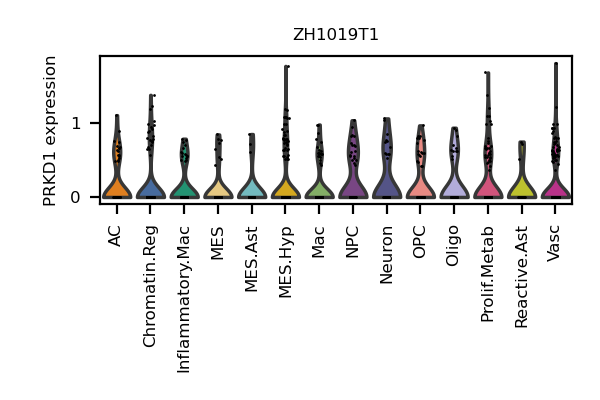 ZH1019T1
PRKD1 expression
1
0
AC
Chromatin.Reg
Inflammatory.Mac
MES
MES.Ast
MES.Hyp
Mac
NPC
Neuron
OPC
Oligo
Prolif.Metab
Reactive.Ast
Vasc